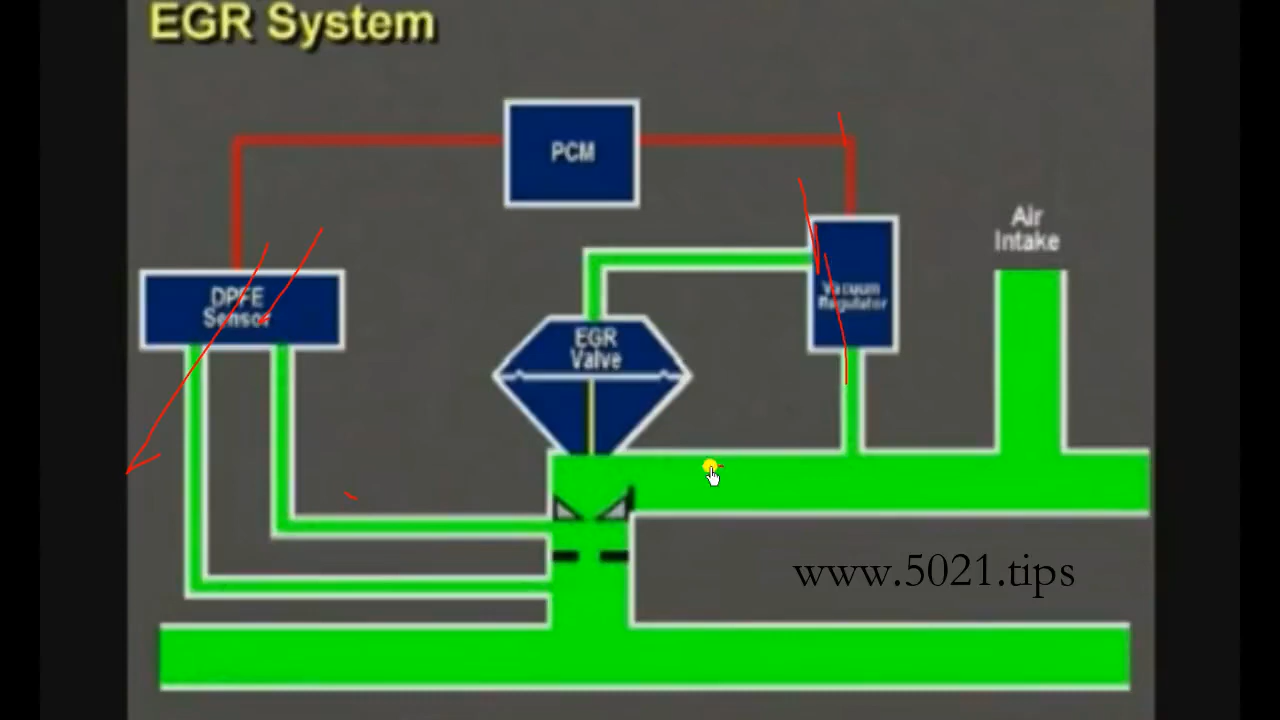 EGR System
PCM
Air
Intake
DPFE
Sensor
Vacuum
Regulator
EGR
Valve
www.5021.tips